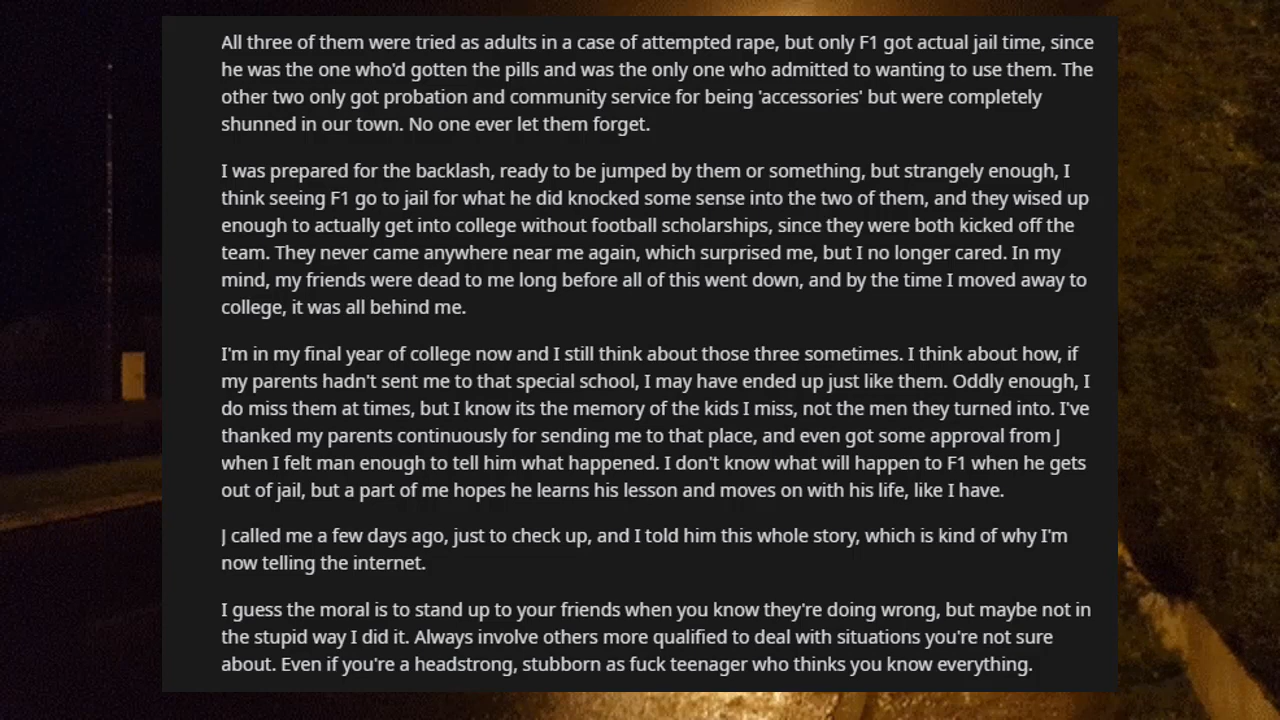 All three of them were tried as adults in a case of attempted rape, but only F1 got actual jail time, since
he was the one who'd gotten the pills and was the only one who admitted to wanting to use them. The
other two only got probation and community service for being 'accessories' but were completely
shunned in our town. No one ever let them forget.
I was prepared for the backlash, ready to be jumped by them or something, but strangely enough, I
think seeing F1 go to jail for what he did knocked some sense into the two of them, and they wised up
enough to actually get into college without football scholarships, since they were both kicked off the
team. They never came anywhere near me again, which surprised me, but I no longer cared. In my
mind, my friends were dead to me long before all of this went down, and by the time I moved away to
college, it was all behind me.
I'm in my final year of college now and I still think about those three sometimes. I think about how, if
my parents hadn't sent me to that special school, I may have ended up just like them. Oddly enough, I
do miss them at times, but I know its the memory of the kids I miss, not the men they turned into. I've
thanked my parents continuously for sending me to that place, and even got some approval from J
when I felt man enough to tell him what happened. I don't know what will happen to F1 when he gets
out of jail, but a part of me hopes he learns his lesson and moves on with his life, like I have.
J called me a few days ago, just to check up, and I told him this whole story, which is kind of why I'm
now telling the internet.
I guess the moral is to stand up to your friends when you know they're doing wrong, but maybe not in
the stupid way I did it. Always involve others more qualified to deal with situations you're not sure
about. Even if you're a headstrong, stubborn as fuck teenager who thinks you know everything.